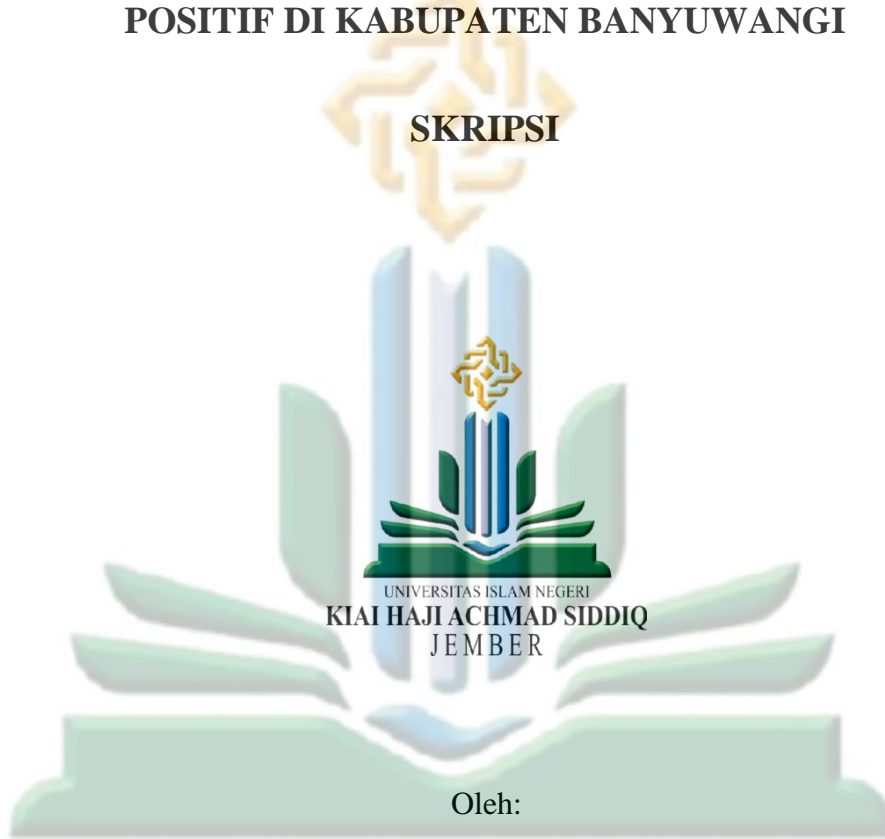 POSITIF DI KABUPATEN BANYUWANGI
SKRIPSI
UNIVERSITAS ISLAM NEGERI
KIAI HAJI ACHMAD SIDDIQ
JEMBER
Oleh: